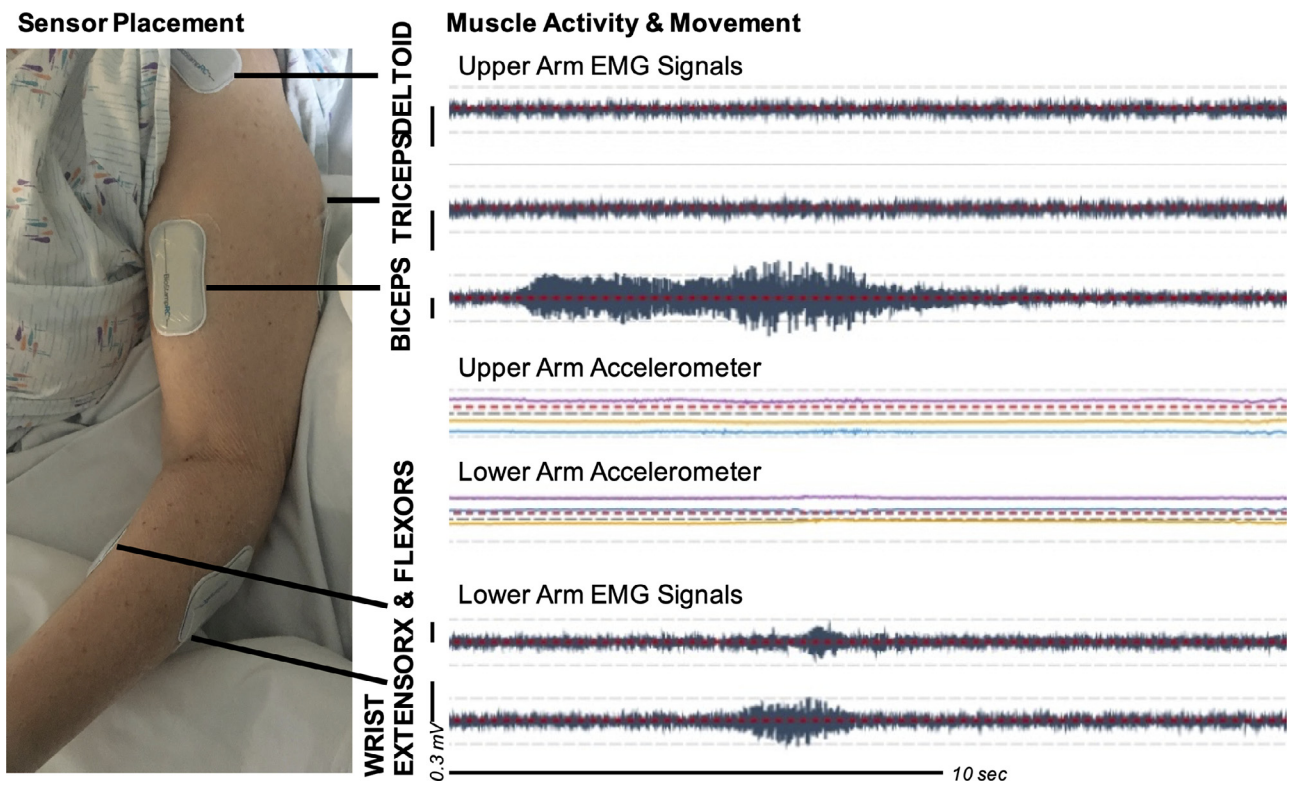 Sensor Placement
Muscle Activity & Movement
DELTOID
TRICEPS
BICEPS
WRIST
EXTENSORX & FLEXORS
Upper Arm EMG Signals
Upper Arm Accelerometer
Lower Arm Accelerometer
Lower Arm EMG Signals
0.3 mV
10 sec